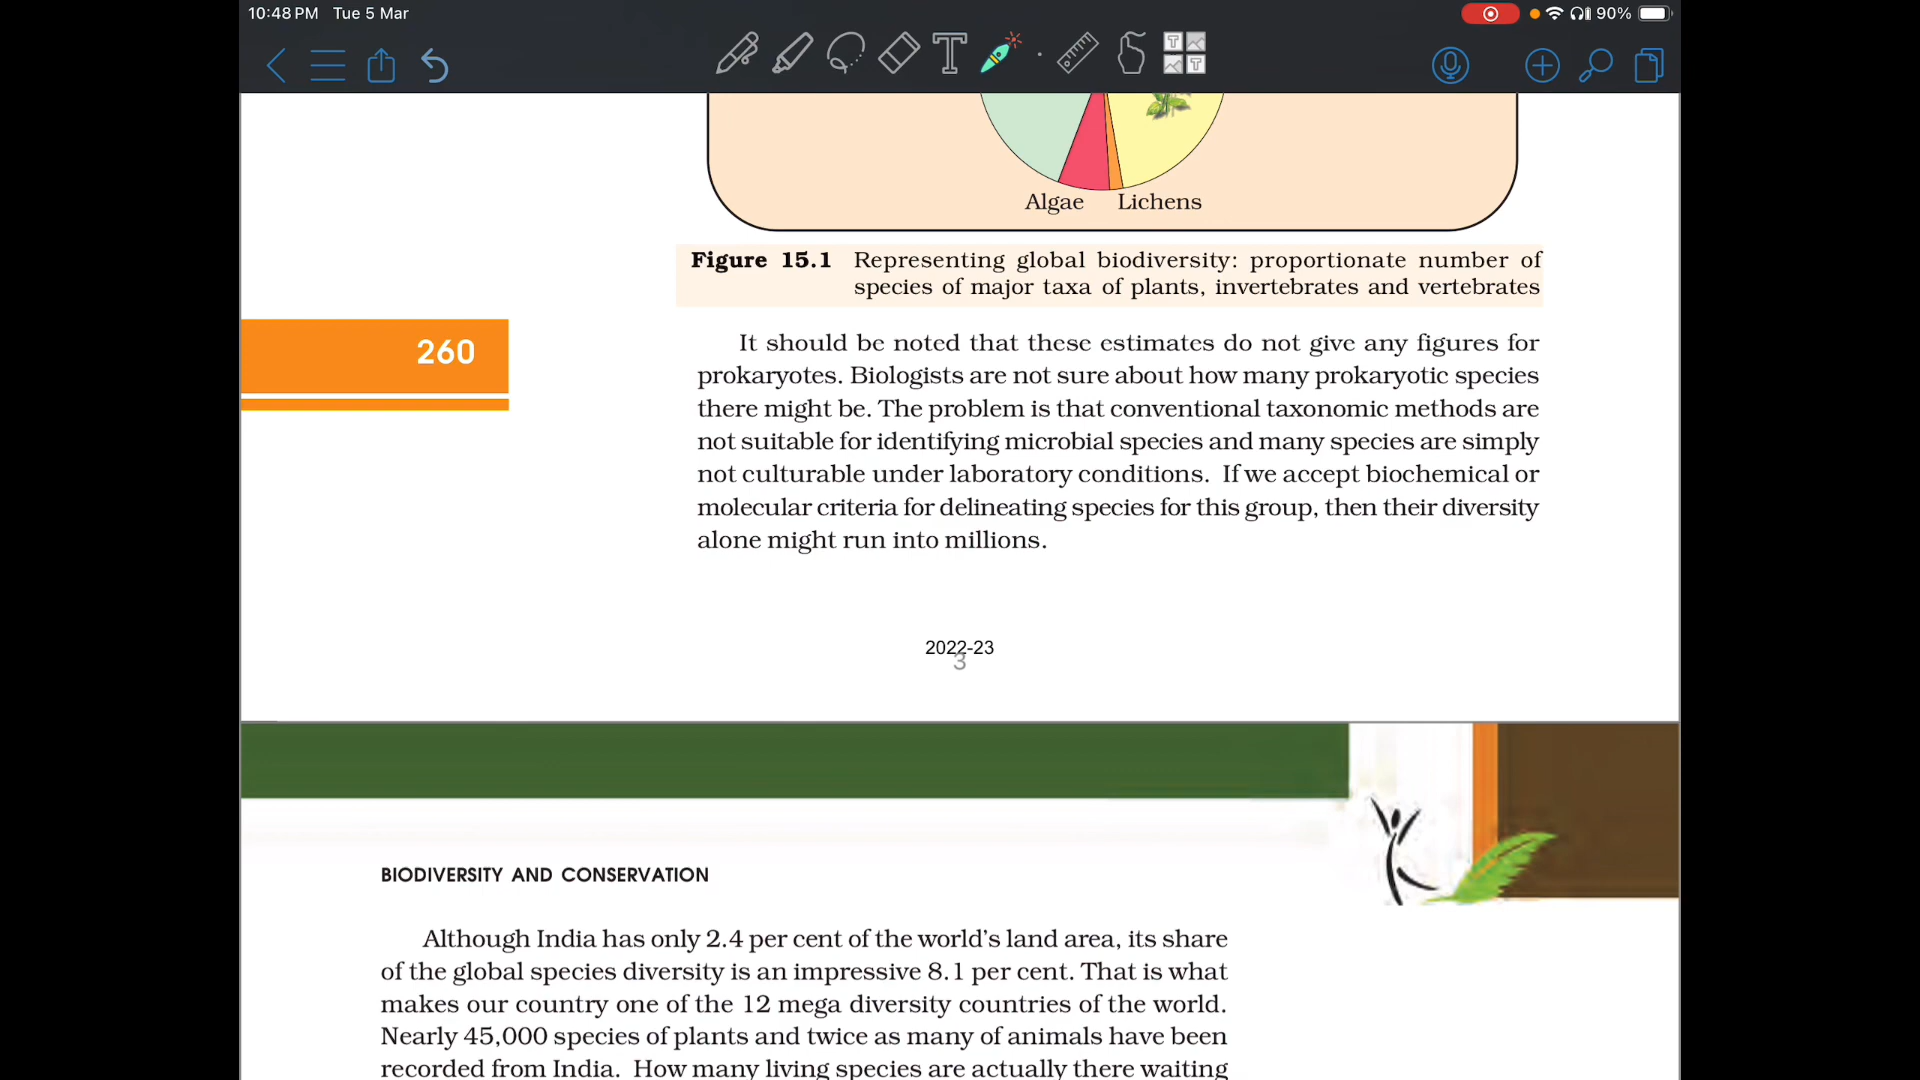 10:48 PM Tue 5 Mar
90%
T
T
T
Algae Lichens
Figure 15.1 Representing global biodiversity: proportionate number of
species of major taxa of plants, invertebrates and vertebrates
260
It should be noted that these estimates do not give any figures for
prokaryotes. Biologists are not sure about how many prokaryotic species
there might be. The problem is that conventional taxonomic methods are
not suitable for identifying microbial species and many species are simply
not culturable under laboratory conditions. If we accept biochemical or
molecular criteria for delineating species for this group, then their diversity
alone might run into millions.
2022-23
3
BIODIVERSITY AND CONSERVATION
Although India has only 2.4 per cent of the world's land area, its share
of the global species diversity is an impressive 8.1 per cent. That is what
makes our country one of the 12 mega diversity countries of the world.
Nearly 45,000 species of plants and twice as many of animals have been
recorded from India. How many living species are actually there waiting